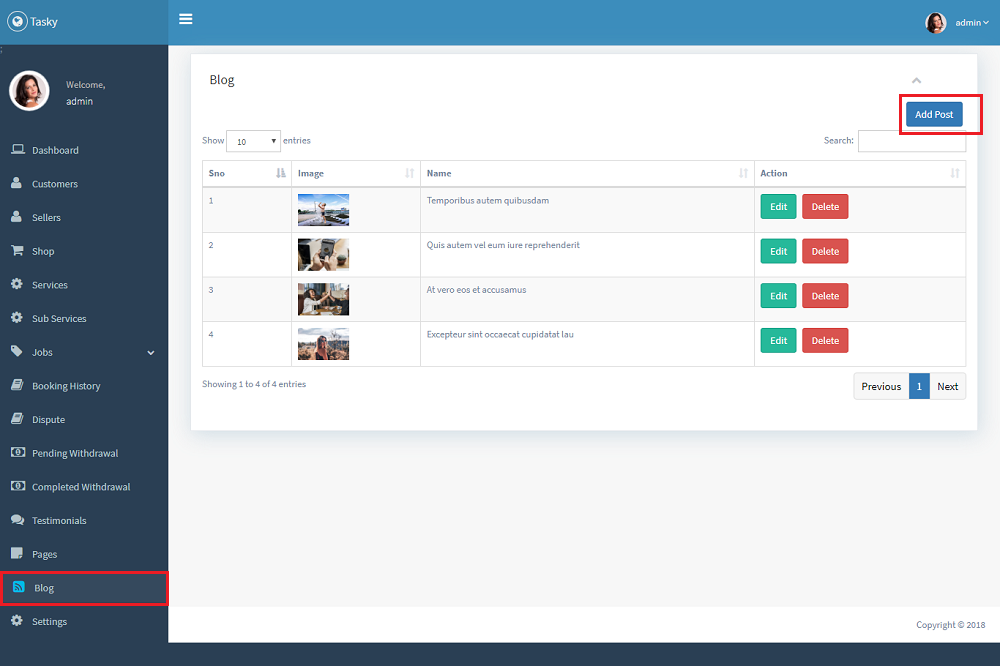 Tasky
admin
;
Welcome,
admin
Dashboard
Customers
Sellers
Shop
Services
Sub Services
Jobs
Booking History
Dispute
Pending Withdrawal
Completed Withdrawal
Testimonials
Pages
Blog
Settings
Blog
Add Post
Show 10 entries Search:
Sno Image Name Action
1 Temporibus autem quibusdam Edit Delete
2 Quis autem vel eum iure reprehenderit Edit Delete
3 At vero eos et accusamus Edit Delete
4 Excepteur sint occaecat cupidatat lau Edit Delete
Showing 1 to 4 of 4 entries Previous 1 Next
Copyright © 2018